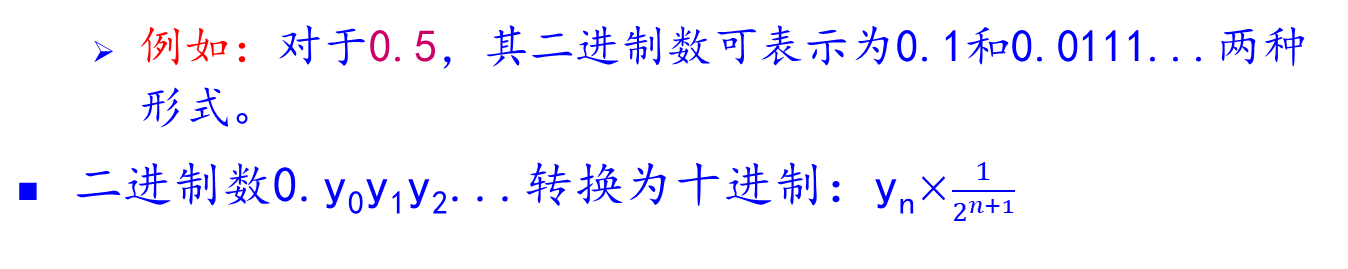 ➢ 例如：对于0.5，其二进制数可表示为0.1和0.0111...两种
形式。
■ 二进制数0.y₀y₁y₂...转换为十进制：yₙ×1/2ⁿ⁺¹